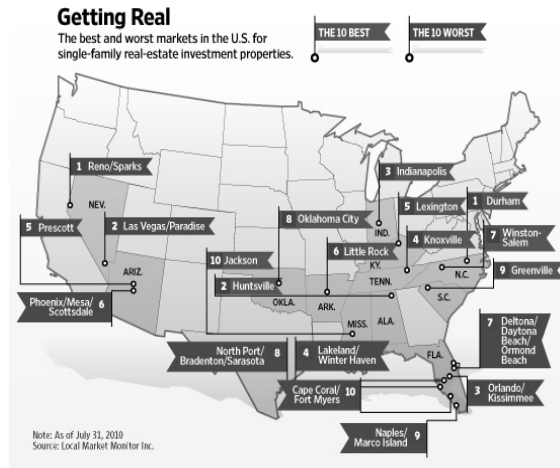 Getting Real
The best and worst markets in the U.S. for
single-family real-estate investment properties.
THE 10 BEST
THE 10 WORST
1 Reno/Sparks
3 Indianapolis
NEV.
5 Prescott
2 Las Vegas/Paradise
8 Oklahoma City
5 Lexington
1 Durham
IND.
4 Knoxville
7 Winston-
Salem
6 Little Rock
10 Jackson
KY.
ARIZ.
2 Huntsville
TENN.
N.C.
9 Greenville
Phoenix/Mesa/
Scottsdale 6
OKLA.
ARK.
S.C.
MISS.
ALA.
7
Deltona/
Daytona
Beach/
Ormond
Beach
North Port/
Bradenton/Sarasota 8
4 Lakeland/
Winter Haven
FLA.
Cape Coral/
Fort Myers 10
3 Orlando/
Kissimmee
Naples/
Marco Island 9
Note: As of July 31, 2010
Source: Local Market Monitor Inc.